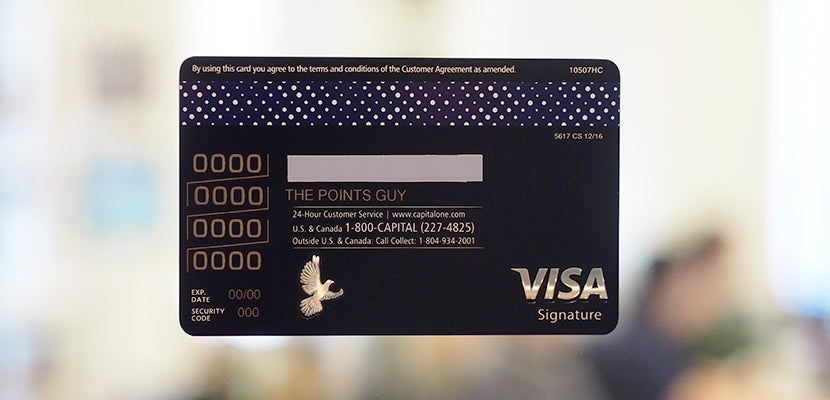 By using this card you agree to the terms and conditions of the Customer Agreement as amended. 10507HC
5617 CS 12/16
0000
0000
0000
0000
THE POINTS GUY
24-Hour Customer Service | www.capitalone.com
U.S. & Canada 1-800-CAPITAL (227-4825)
Outside U.S. & Canada: Call Collect: 1-804-934-2001
EXP. DATE 00/00
SECURITY CODE 000
VISA
Signature